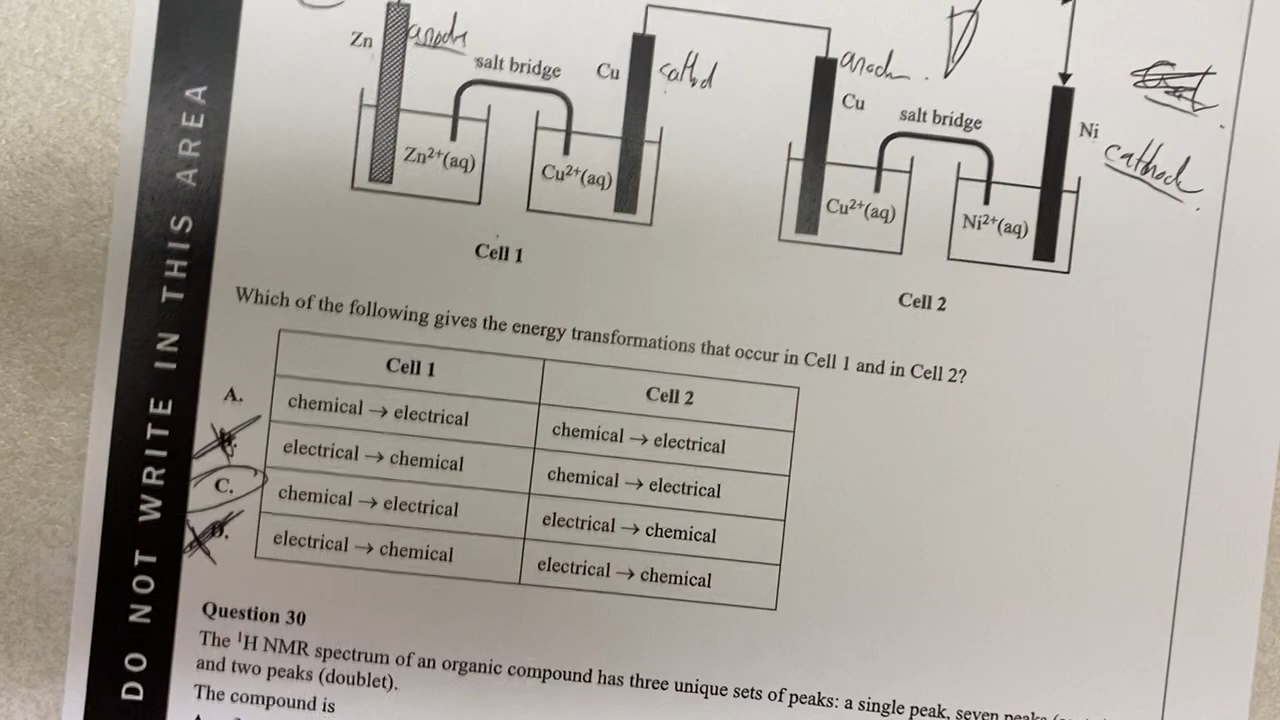 Zn
anode
salt bridge
Cu
cathod
Zn²⁺(aq)
Cu²⁺(aq)
Cell 1
anoch.
Cu
salt bridge
Ni
cathode
Cu²⁺(aq)
Ni²⁺(aq)
Cell 2
Which of the following gives the energy transformations that occur in Cell 1 and in Cell 2?
Cell 1 Cell 2
A. chemical → electrical chemical → electrical
B. electrical → chemical chemical → electrical
C. chemical → electrical electrical → chemical
D. electrical → chemical electrical → chemical
Question 30
The ¹H NMR spectrum of an organic compound has three unique sets of peaks: a single peak, seven peaks
and two peaks (doublet).
The compound is
DO NOT WRITE IN THIS AREA